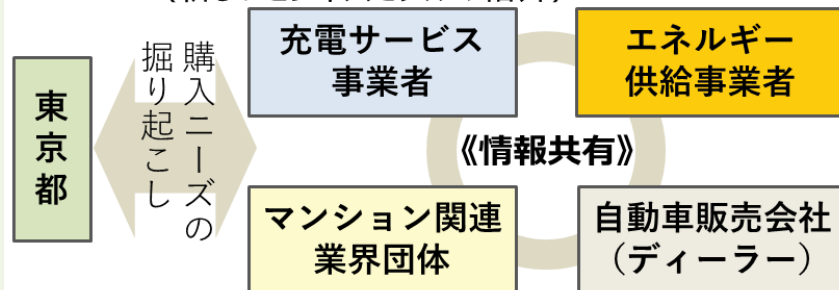 東京都
購入ニーズの
掘り起こし
充電サービス
事業者
エネルギー
供給事業者
《情報共有》
マンション関連
業界団体
自動車販売会社
（ディーラー）